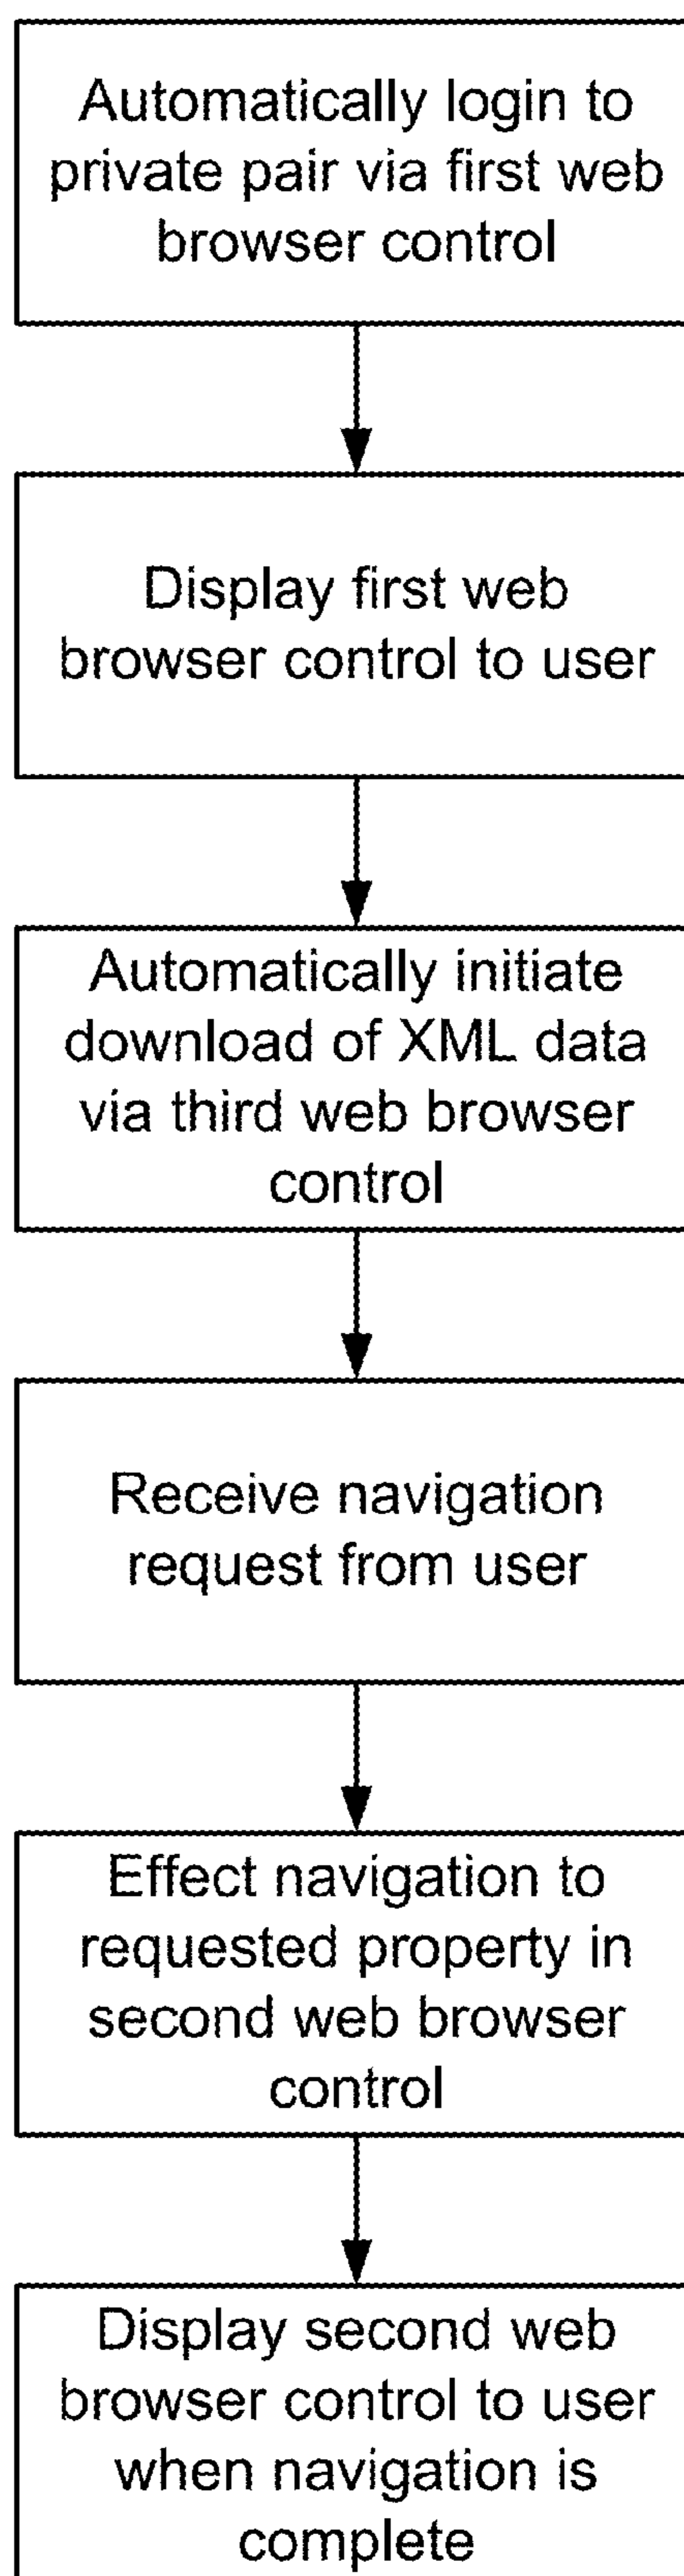 Automatically login to
private pair via first web
browser control
Display first web
browser control to user
Automatically initiate
download of XML data
via third web browser
control
Receive navigation
request from user
Effect navigation to
requested property in
second web browser
control
Display second web
browser control to user
when navigation is
complete